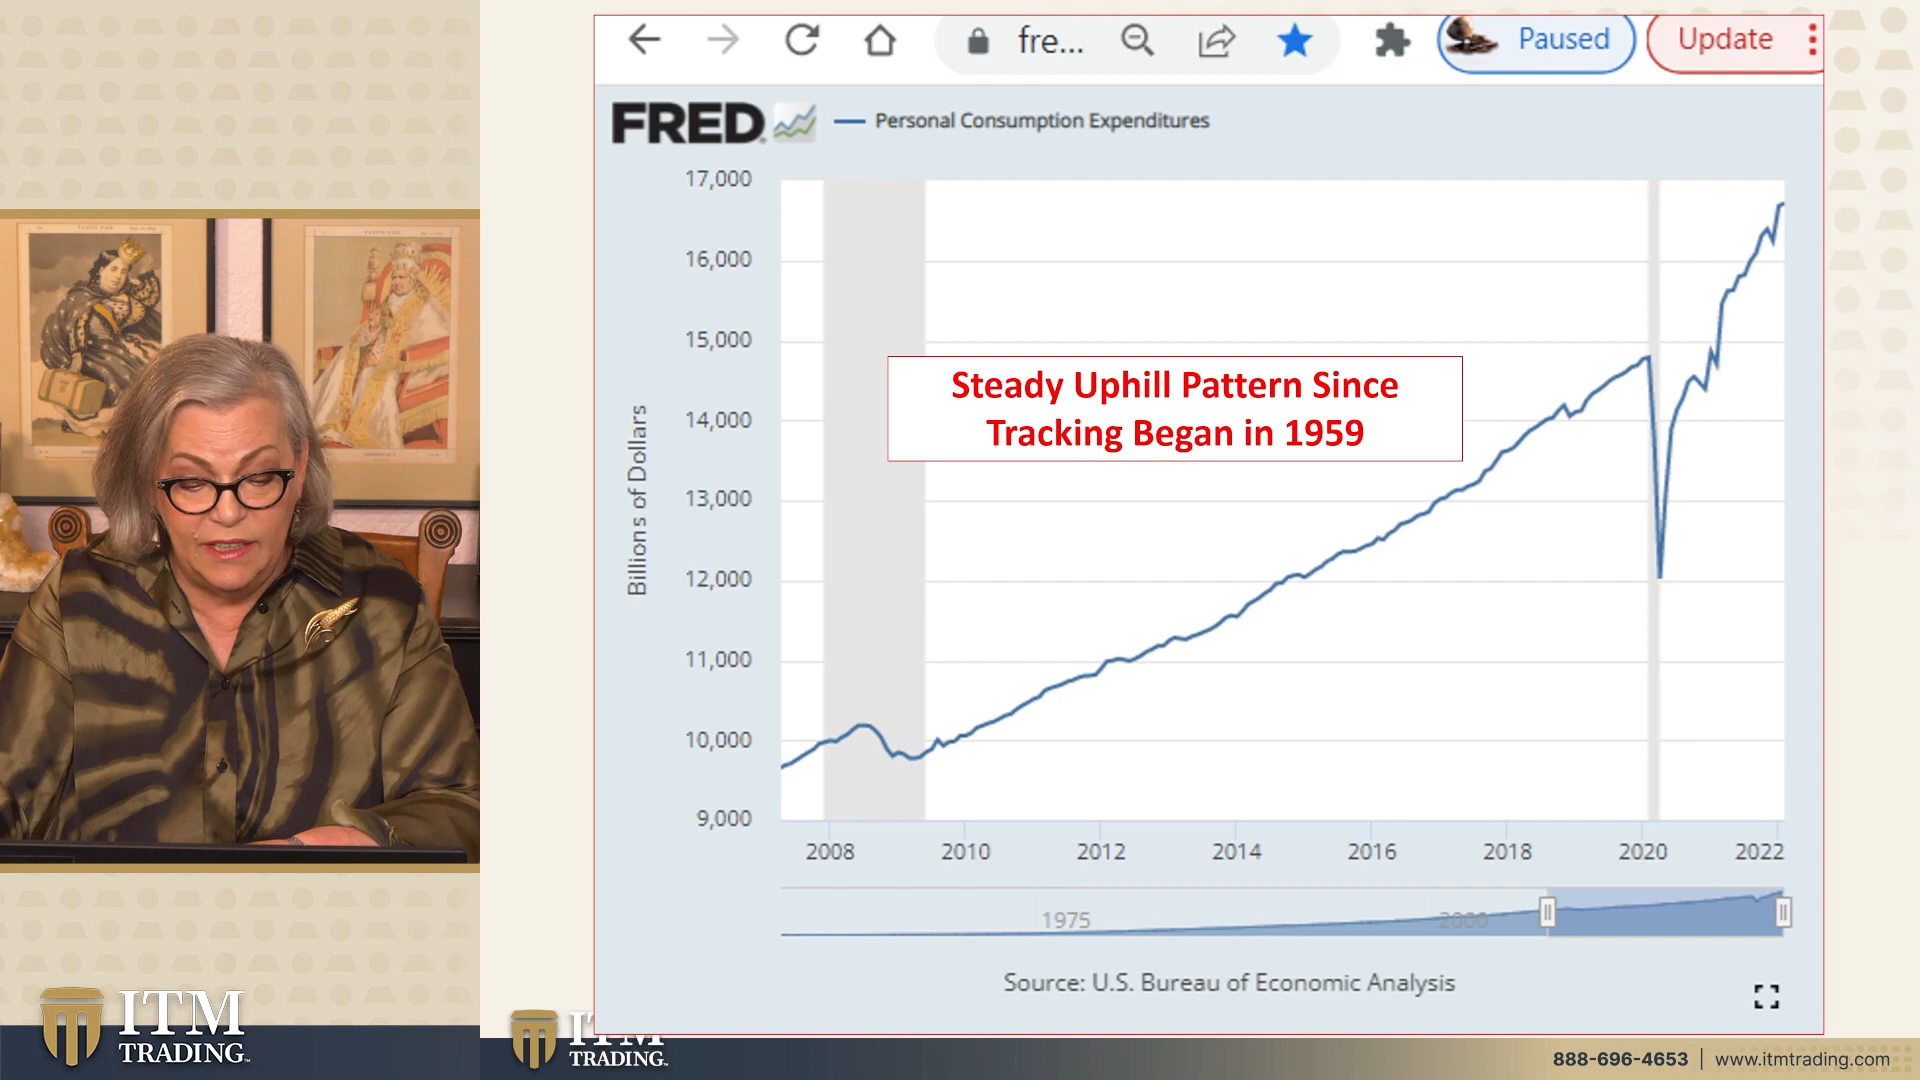 fre...
Paused
Update
FRED
Personal Consumption Expenditures
17,000
16,000
15,000
14,000
13,000
12,000
11,000
10,000
9,000
Billions of Dollars
Steady Uphill Pattern Since
Tracking Began in 1959
2008
2010
2012
2014
2016
2018
2020
2022
1975
2000
Source: U.S. Bureau of Economic Analysis
VANITY FAIR
ITM
TRADING
ITM
TRADING
888-696-4653 | www.itmtrading.com